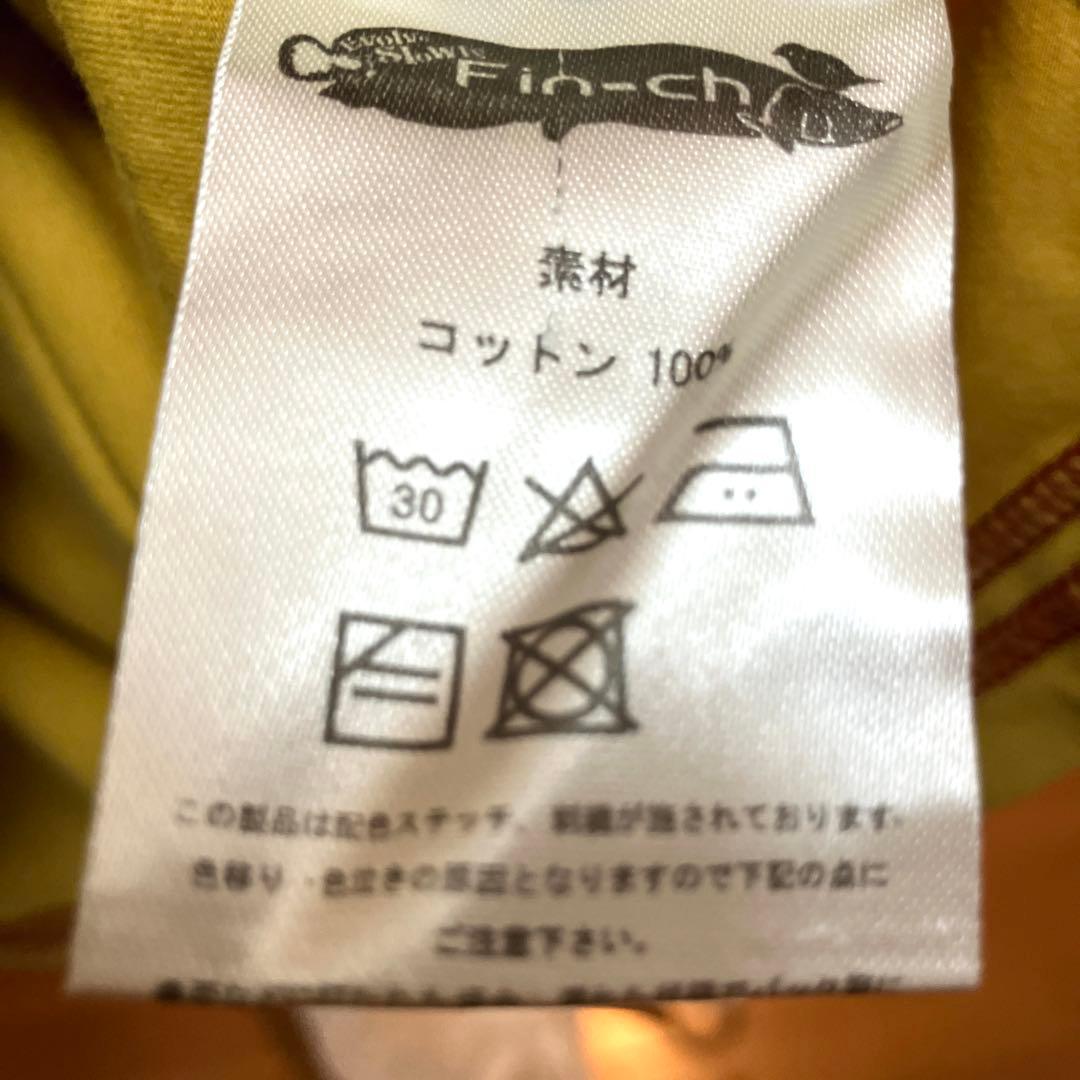 Fin-ch
素材
コットン 100%
30
この製品は配色ステッチ、刺繍が施されております。
色移り・色泣きの原因となりますので下記の点に
ご注意下さい。